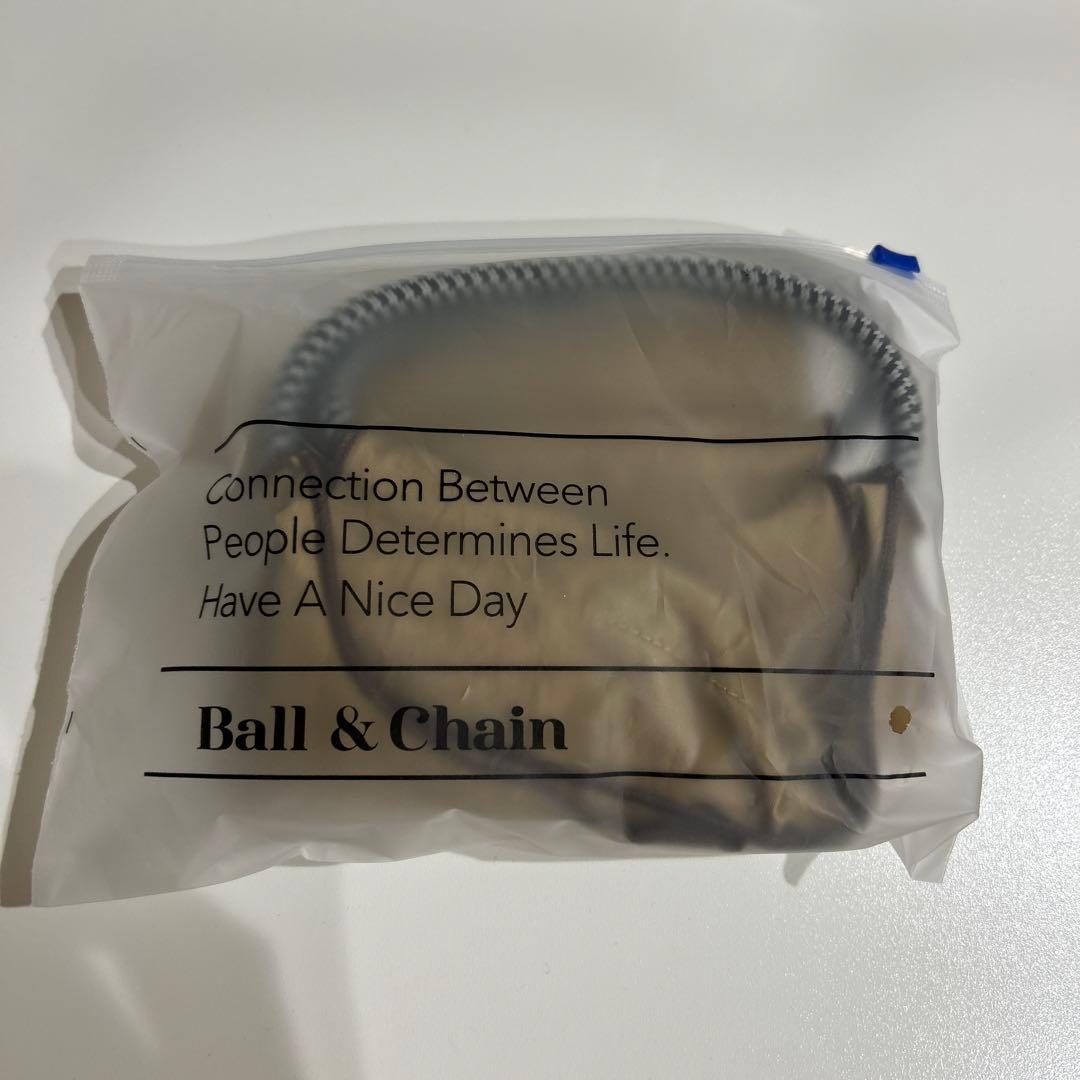 Connection Between
People Determines Life.
Have A Nice Day
Ball & Chain